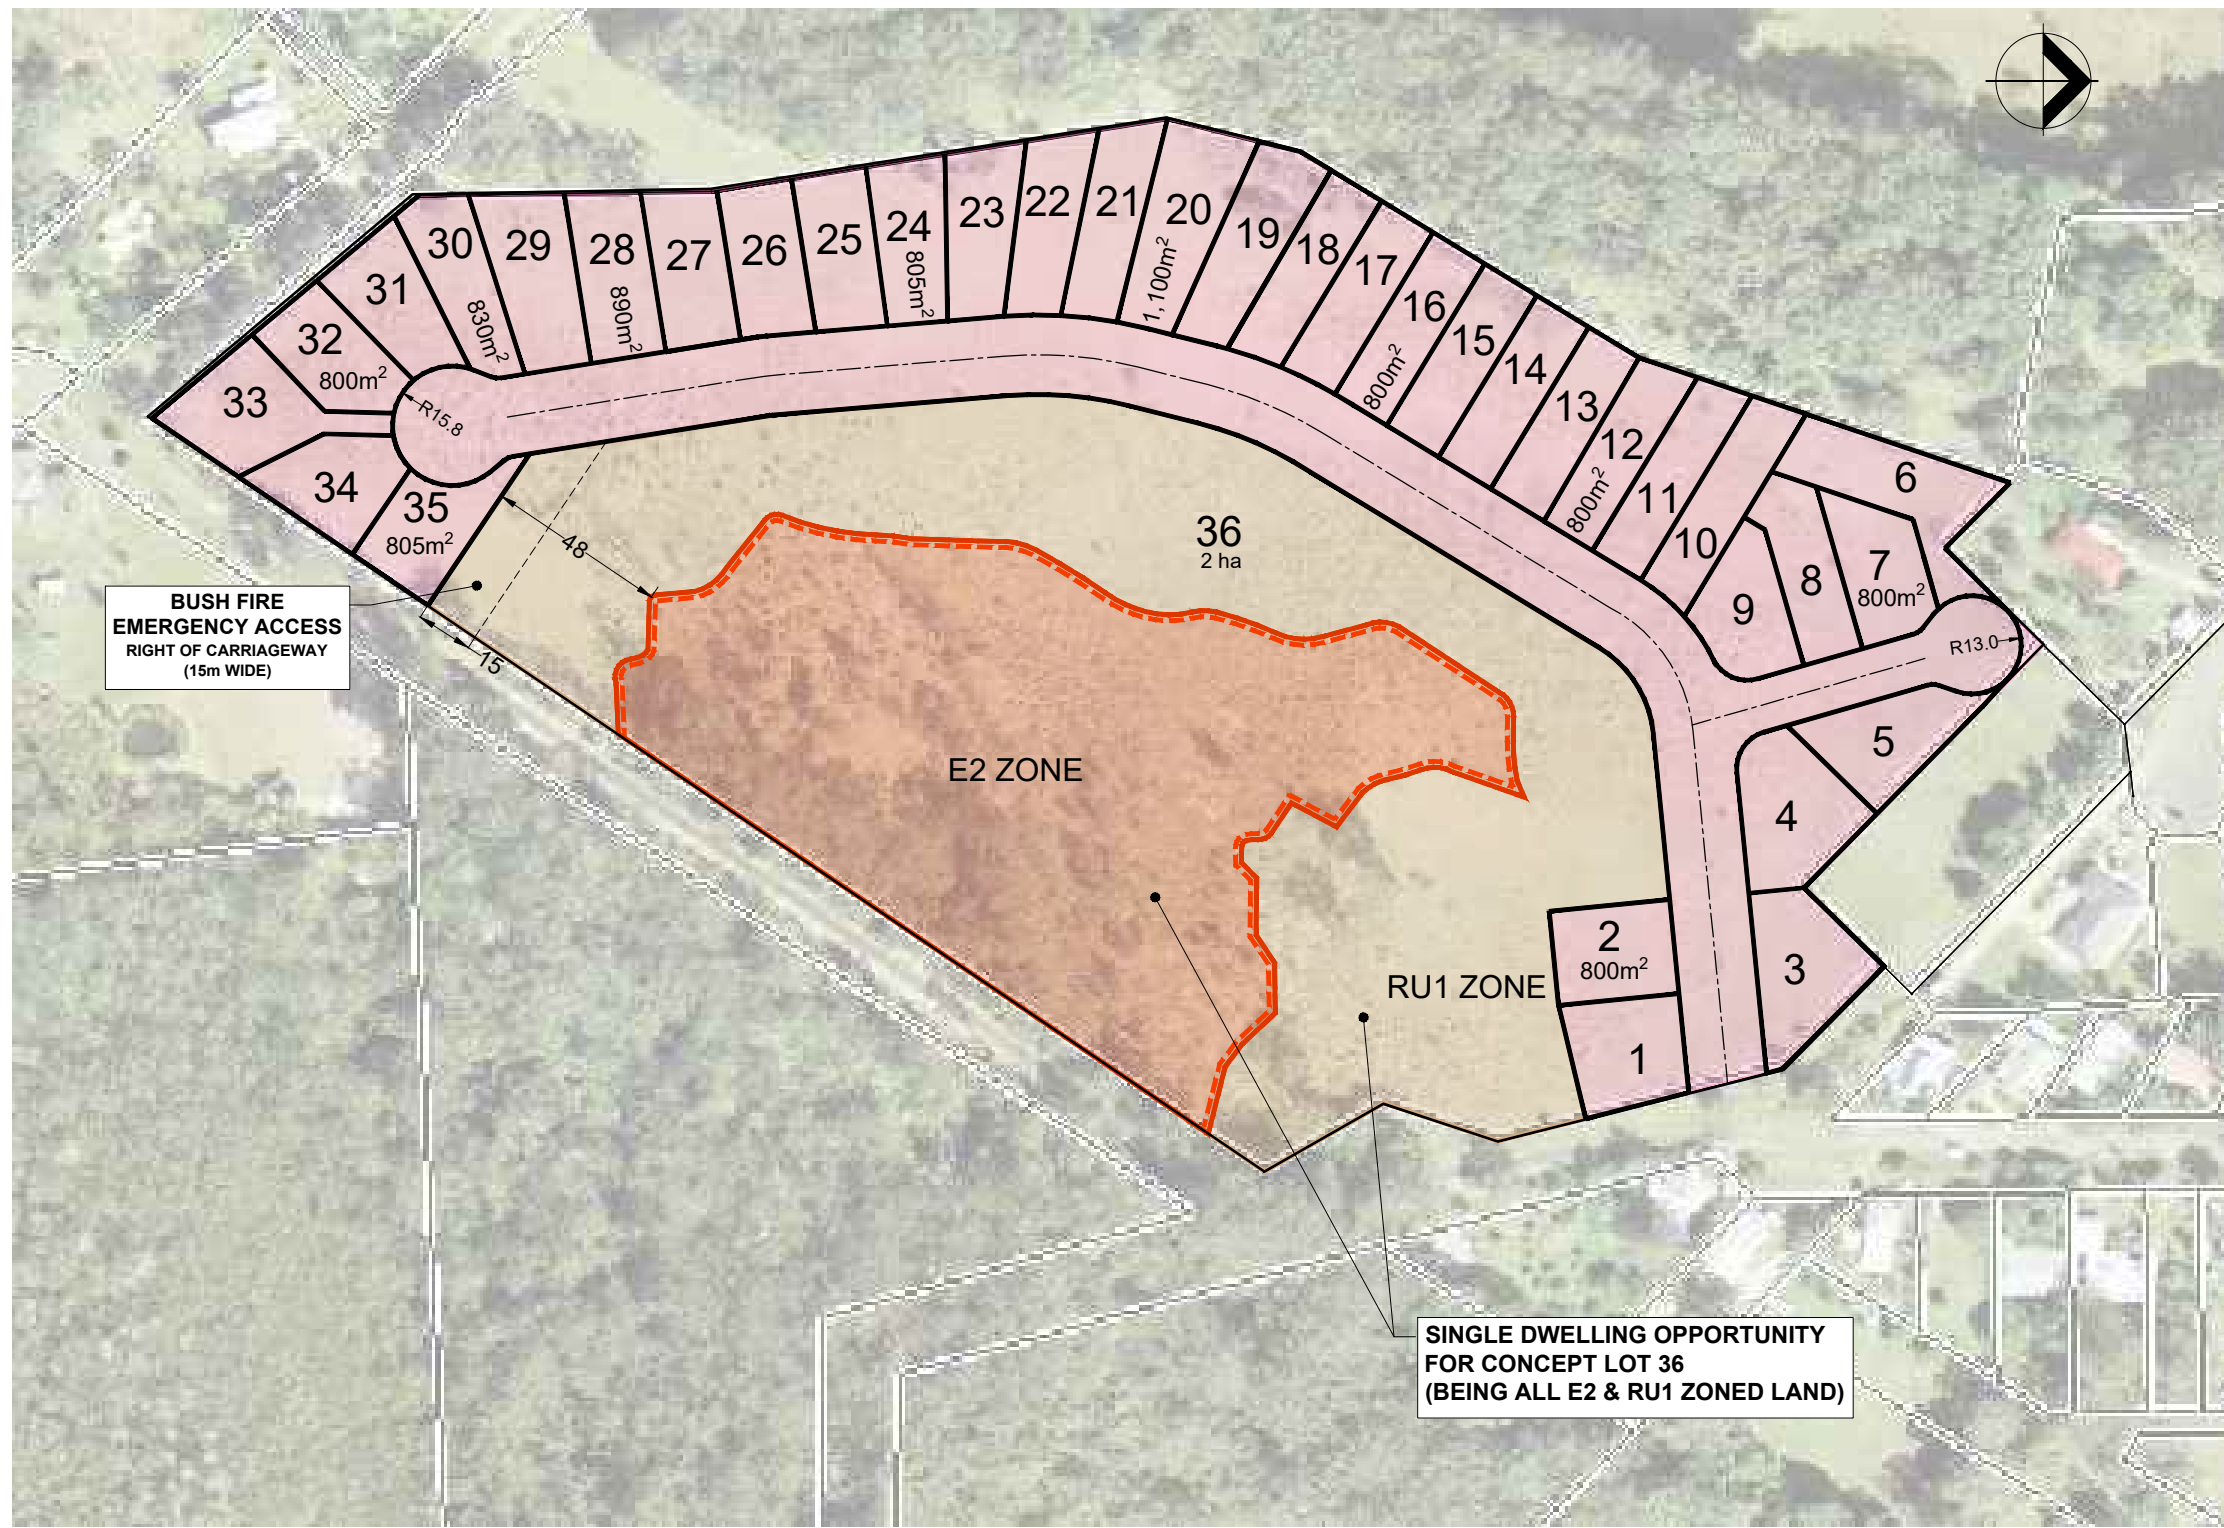 20
21
22
23
24
805m²
25
26
27
28
890m²
29
30
830m²
31
32
800m²
33
34
35
805m²
R15.8
19
1,100m²
18
17
16
800m²
15
14
13
12
800m²
11
10
9
8
7
800m²
6
R13.0
5
4
3
2
800m²
1
36
2 ha
48
15
BUSH FIRE
EMERGENCY ACCESS
RIGHT OF CARRIAGEWAY
(15m WIDE)
E2 ZONE
RU1 ZONE
SINGLE DWELLING OPPORTUNITY
FOR CONCEPT LOT 36
(BEING ALL E2 & RU1 ZONED LAND)